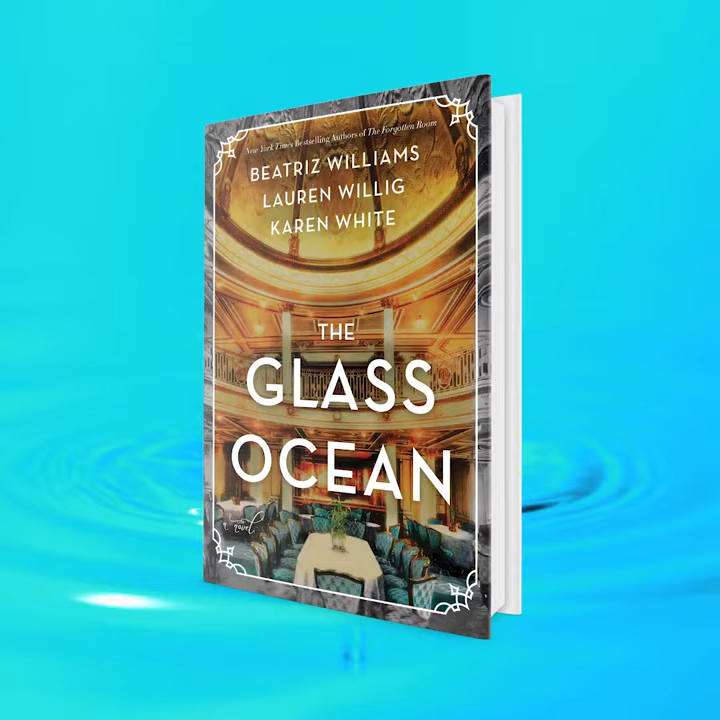 New York Times Bestselling Authors of The Forgotten Room
BEATRIZ WILLIAMS
LAUREN WILLIG
KAREN WHITE
THE
GLASS
OCEAN
a novel